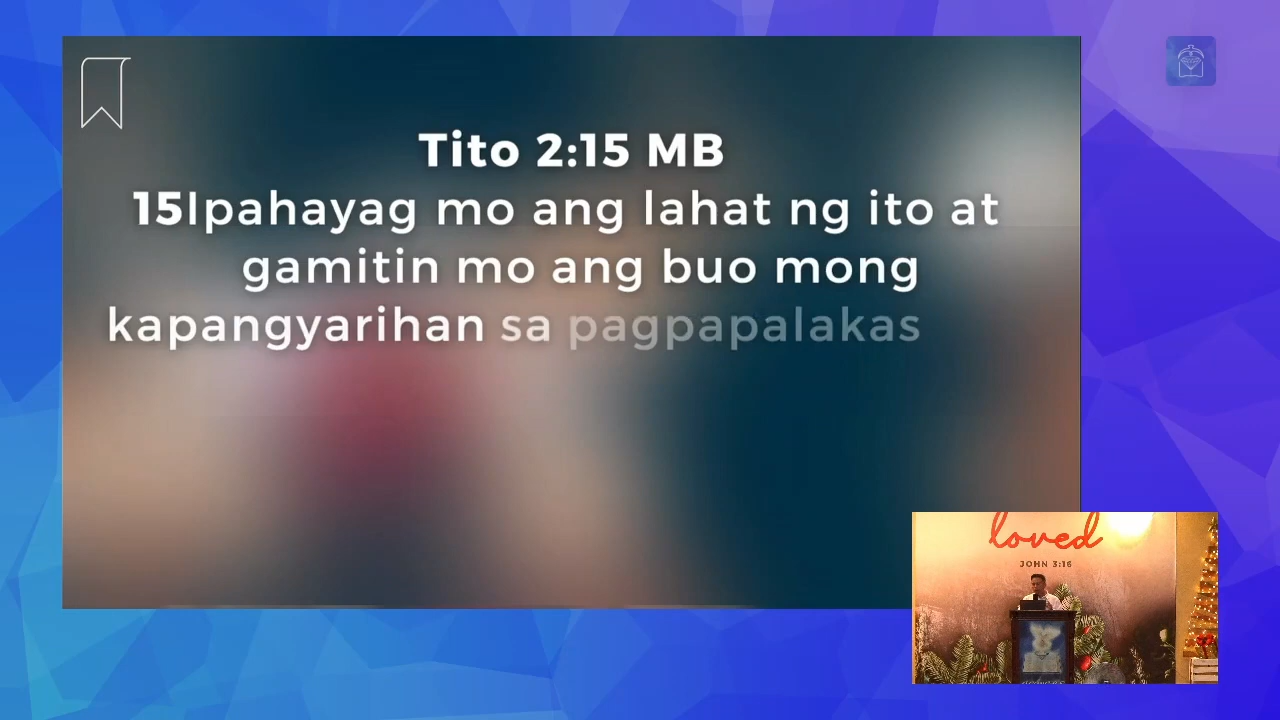 Tito 2:15 MB
15Ipahayag mo ang lahat ng ito at
gamitin mo ang buo mong
kapangyarihan sa pagpapalakas
loved
JOHN 3:16